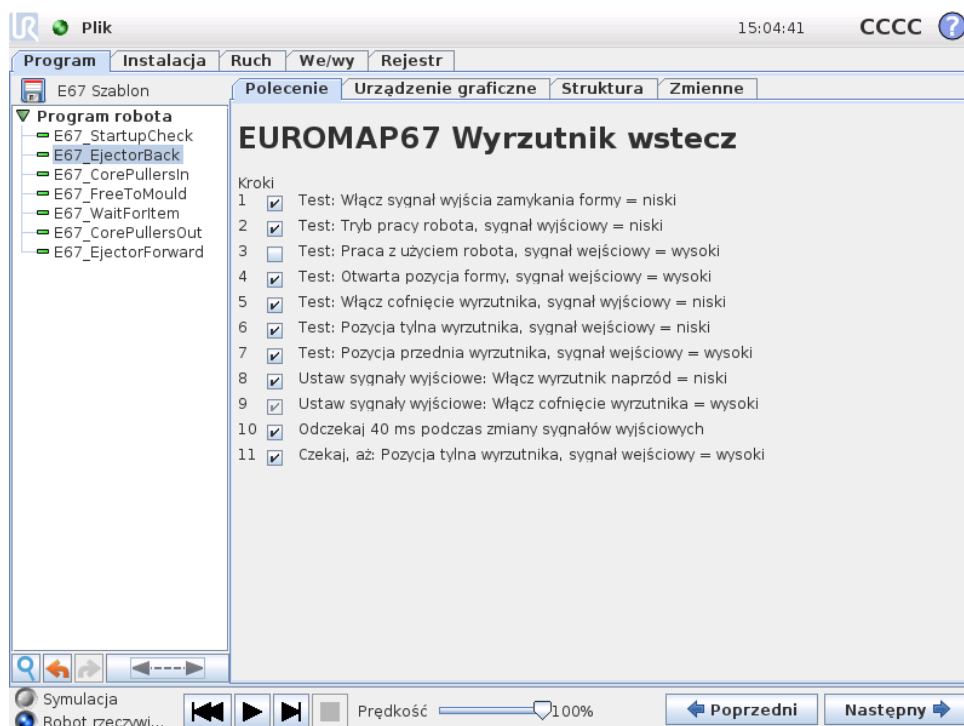 UR Plik 15:04:41 CCCC ?
Program Instalacja Ruch We/wy Rejestr
E67 Szablon
Polecenie Urządzenie graficzne Struktura Zmienne
Program robota
E67_StartupCheck
E67_EjectorBack
E67_CorePullersIn
E67_FreeToMould
E67_WaitForItem
E67_CorePullersOut
E67_EjectorForward
EUROMAP67 Wyrzutnik wstecz
Kroki
1 Test: Włącz sygnał wyjścia zamykania formy = niski
2 Test: Tryb pracy robota, sygnał wyjściowy = niski
3 Test: Praca z użyciem robota, sygnał wejściowy = wysoki
4 Test: Otwarta pozycja formy, sygnał wejściowy = wysoki
5 Test: Włącz cofnięcie wyrzutnika, sygnał wyjściowy = niski
6 Test: Pozycja tylna wyrzutnika, sygnał wejściowy = niski
7 Test: Pozycja przednia wyrzutnika, sygnał wejściowy = wysoki
8 Ustaw sygnały wyjściowe: Włącz wyrzutnik naprzód = niski
9 Ustaw sygnały wyjściowe: Włącz cofnięcie wyrzutnika = wysoki
10 Odczekaj 40 ms podczas zmiany sygnałów wyjściowych
11 Czekaj, aż: Pozycja tylna wyrzutnika, sygnał wejściowy = wysoki
Symulacja
Robot rzeczywi...
Prędkość 100% Poprzedni Następny